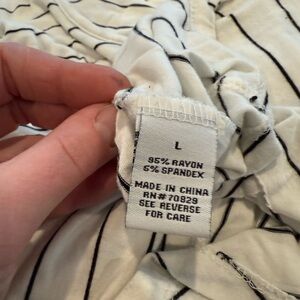 L
95% RAYON
5% SPANDEX
MADE IN CHINA
RN# 70829
SEE REVERSE
FOR CARE